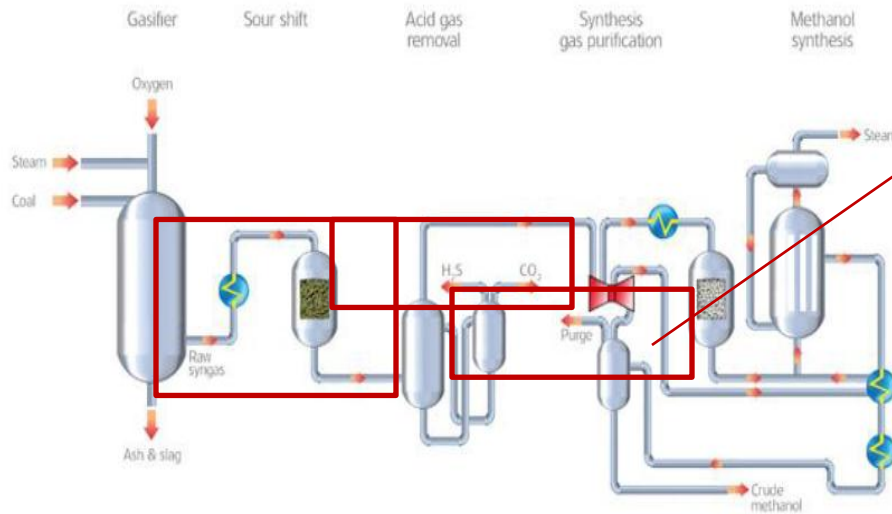 Gasifier
Sour shift
Acid gas
removal
Synthesis
gas purification
Methanol
synthesis
Oxygen
Steam
Coal
Steam
H₂S
CO₂
Purge
Raw
syngas
Ash & slag
Crude
methanol